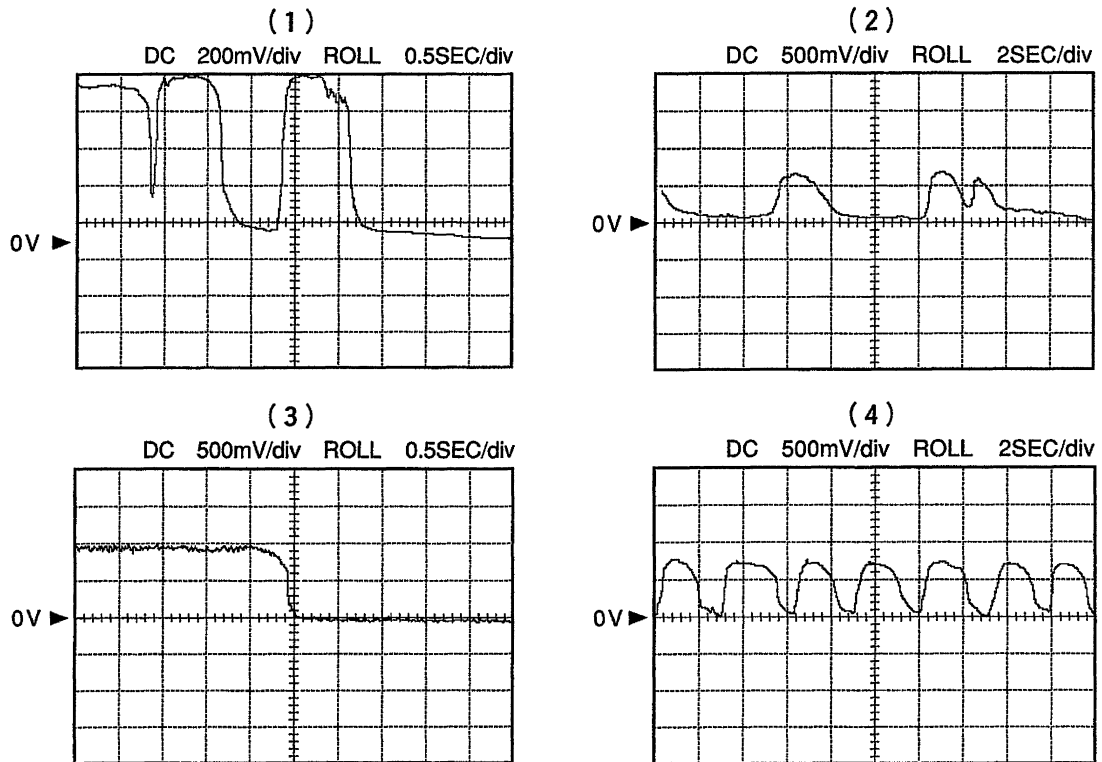 (1)
DC 200mV/div ROLL 0.5SEC/div
0V ►
(2)
DC 500mV/div ROLL 2SEC/div
0V ►
(3)
DC 500mV/div ROLL 0.5SEC/div
0V ►
(4)
DC 500mV/div ROLL 2SEC/div
0V ►